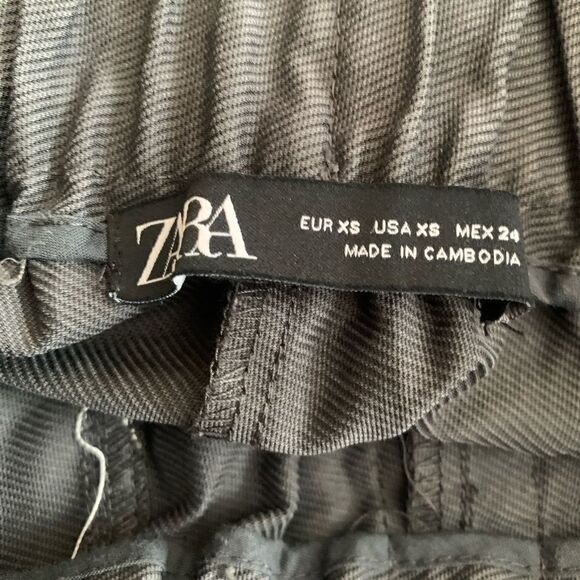 ZARA
EUR XS USA XS MEX 24
MADE IN CAMBODIA